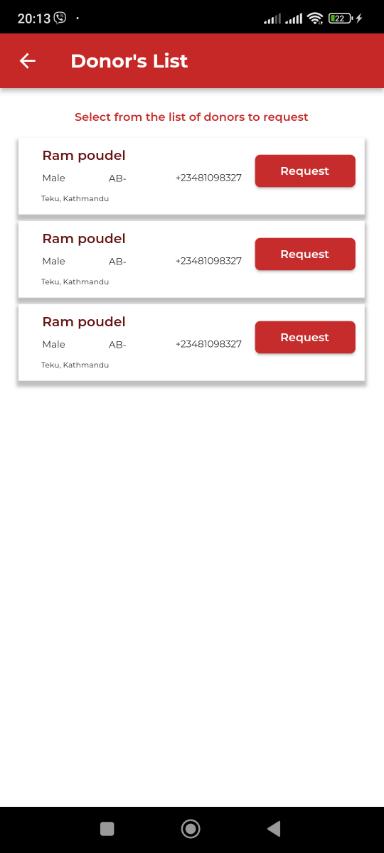 20:13
22
Donor's List
Select from the list of donors to request
Ram poudel
Male AB- +23481098327
Request
Teku, Kathmandu
Ram poudel
Male AB- +23481098327
Request
Teku, Kathmandu
Ram poudel
Male AB- +23481098327
Request
Teku, Kathmandu